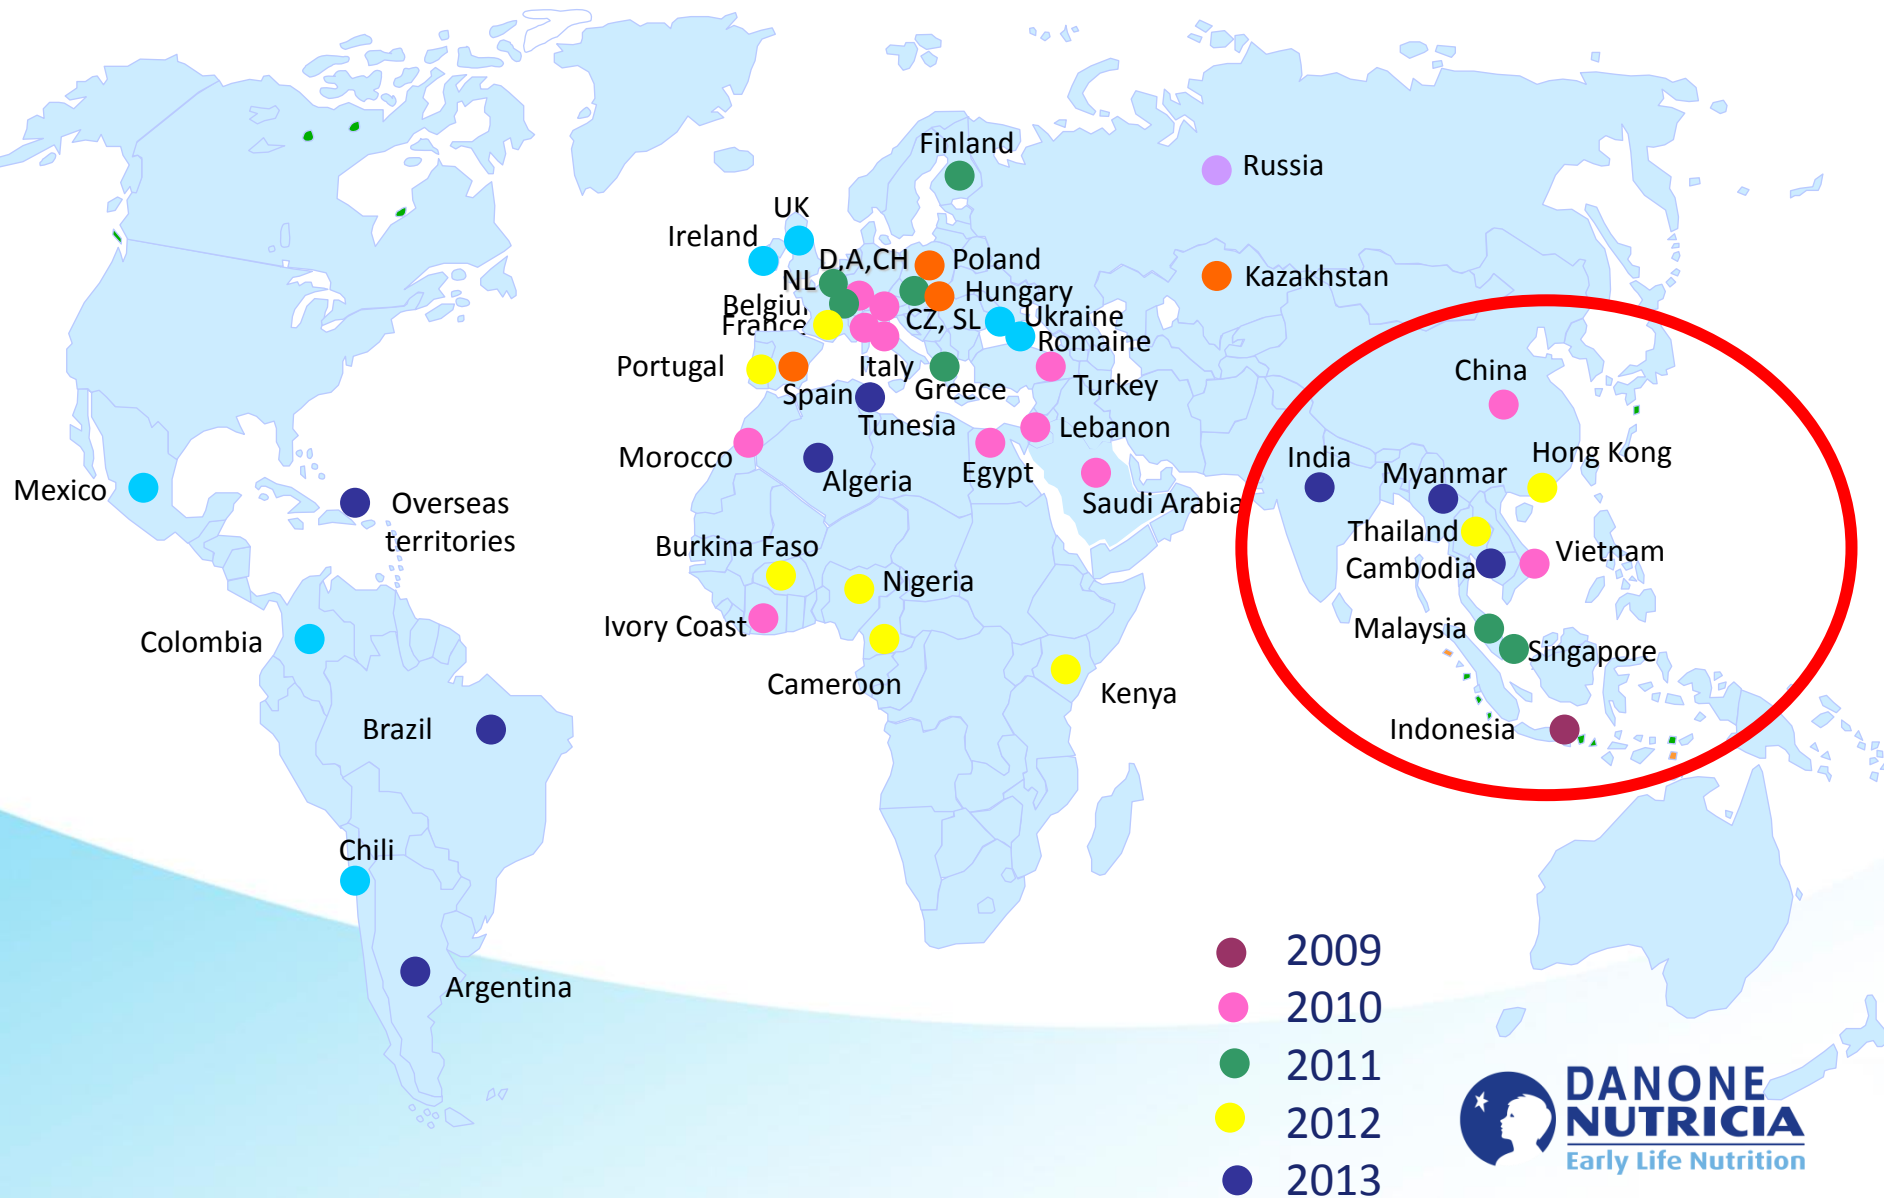 Finland
Russia
UK
Ireland
D,A,CH
Poland
Kazakhstan
NL
Hungary
Belgiu
France
CZ, SL
Ukraine
Romaine
Portugal
Italy
Spain
Greece
Turkey
China
Tunesia
Lebanon
Morocco
Algeria
Egypt
Saudi Arabia
India
Myanmar
Hong Kong
Mexico
Overseas
territories
Thailand
Vietnam
Cambodia
Burkina Faso
Nigeria
Ivory Coast
Colombia
Cameroon
Kenya
Malaysia
Singapore
Brazil
Indonesia
Chili
Argentina
2009
2010
2011
2012
2013
DANONE
NUTRICIA
Early Life Nutrition